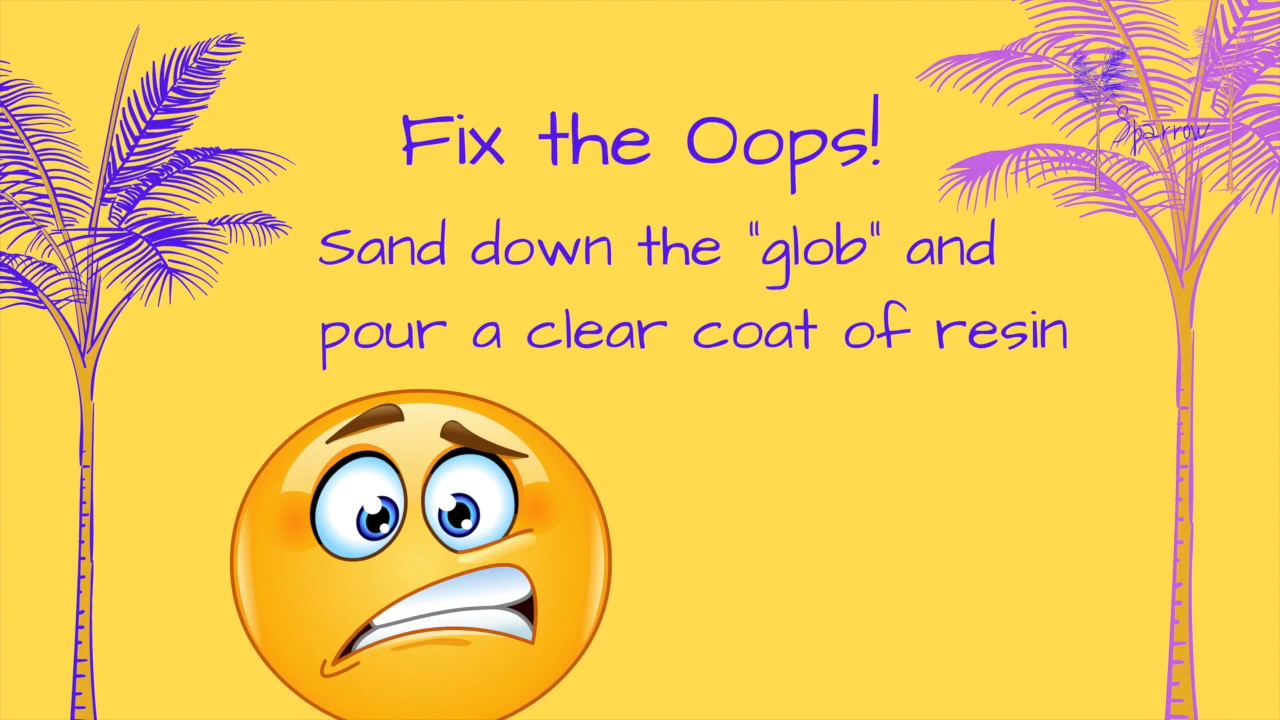 Fix the Oops!
Sand down the "glob" and
pour a clear coat of resin
Sparrow